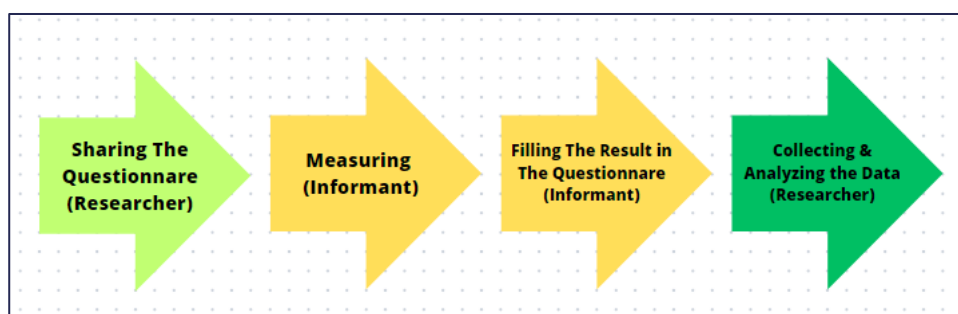 Sharing The
Questionnare
(Researcher)
Measuring
(Informant)
Filling The Result in
The Questionnare
(Informant)
Collecting &
Analyzing the Data
(Researcher)